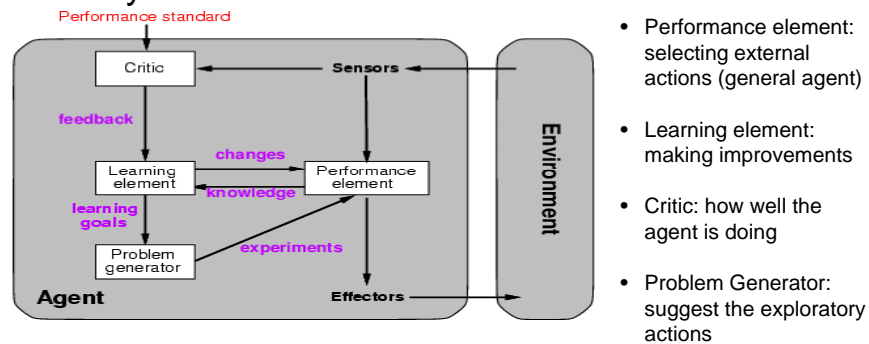 Performance standard
Critic
Sensors
feedback
changes
Learning
element
Performance
element
knowledge
learning
goals
experiments
Problem
generator
Agent
Effectors
Environment
• Performance element:
selecting external
actions (general agent)
• Learning element:
making improvements
• Critic: how well the
agent is doing
• Problem Generator:
suggest the exploratory
actions